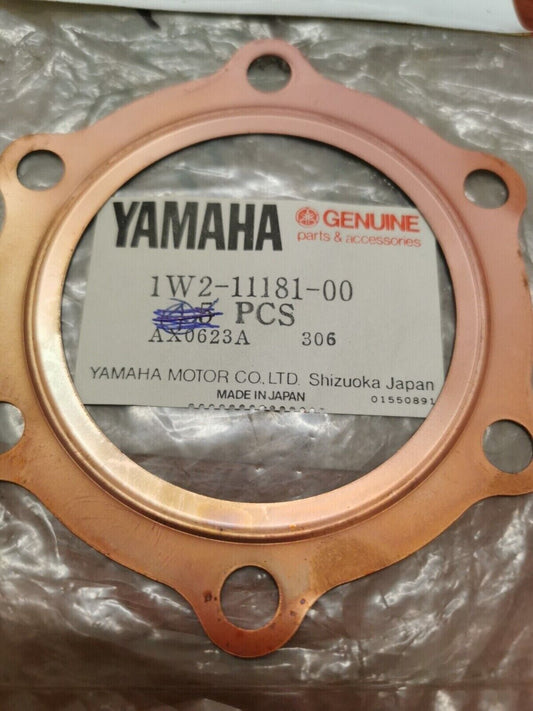 YAMAHA GENUINE
parts & accessories
1W2-11181-00
5 PCS
AX0623A 306
YAMAHA MOTOR CO., LTD. Shizuoka Japan
MADE IN JAPAN
01550891